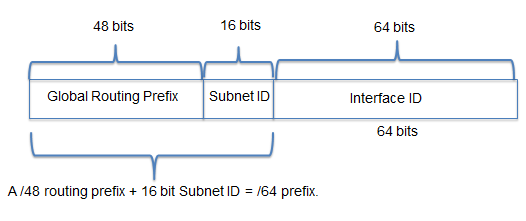 48 bits 16 bits 64 bits
Global Routing Prefix Subnet ID Interface ID
64 bits
A /48 routing prefix + 16 bit Subnet ID = /64 prefix.